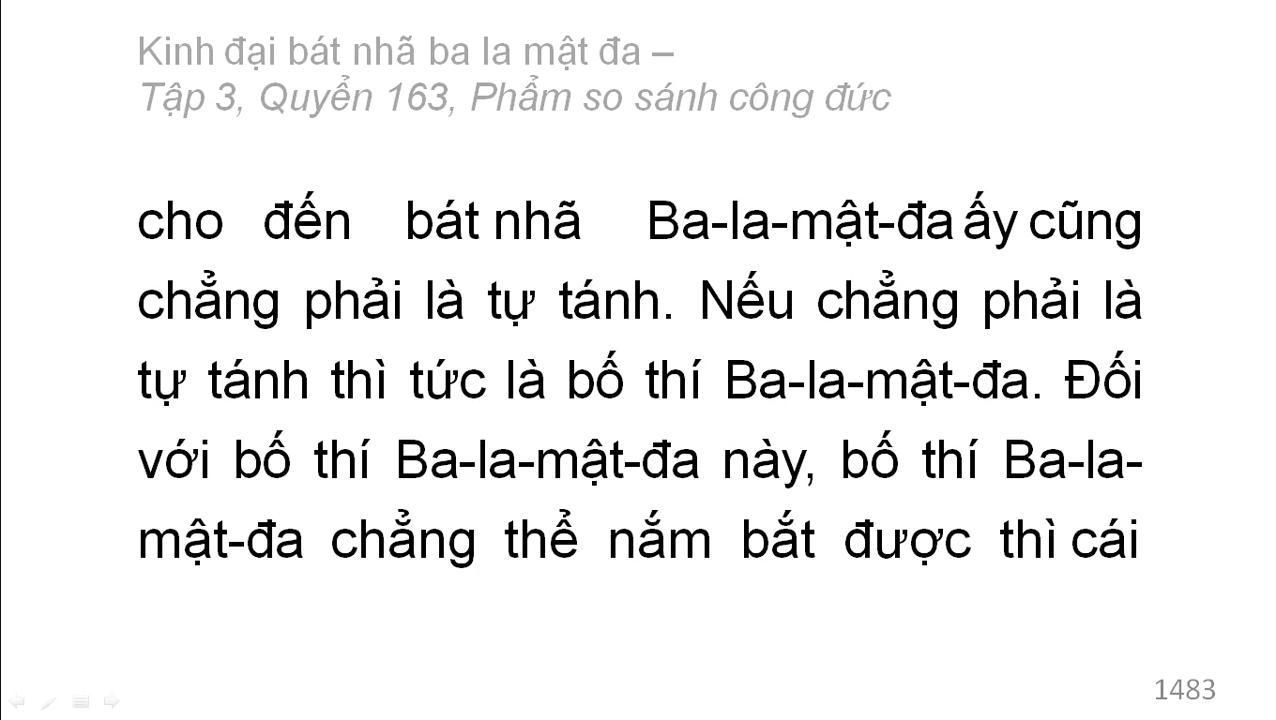 Kinh đại bát nhã ba la mật đa –
Tập 3, Quyển 163, Phẩm so sánh công đức
cho đến bát nhã Ba-la-mật-đa ấy cũng
chẳng phải là tự tánh. Nếu chẳng phải là
tự tánh thì tức là bố thí Ba-la-mật-đa. Đối
với bố thí Ba-la-mật-đa này, bố thí Ba-la-
mật-đa chẳng thể nắm bắt được thì cái
1483